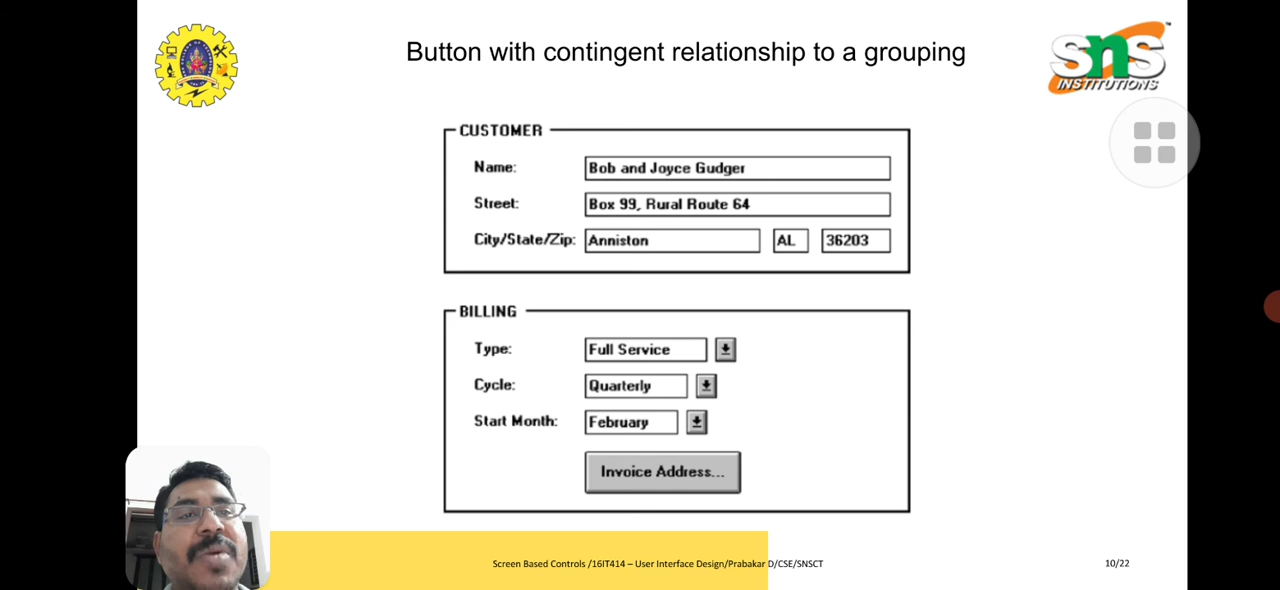 Button with contingent relationship to a grouping
SNS
INSTITUTIONS
CUSTOMER
Name: Bob and Joyce Gudger
Street: Box 99, Rural Route 64
City/State/Zip: Anniston AL 36203
BILLING
Type: Full Service
Cycle: Quarterly
Start Month: February
Invoice Address...
Screen Based Controls /16IT414 – User Interface Design/Prabakar D/CSE/SNSCT
10/22